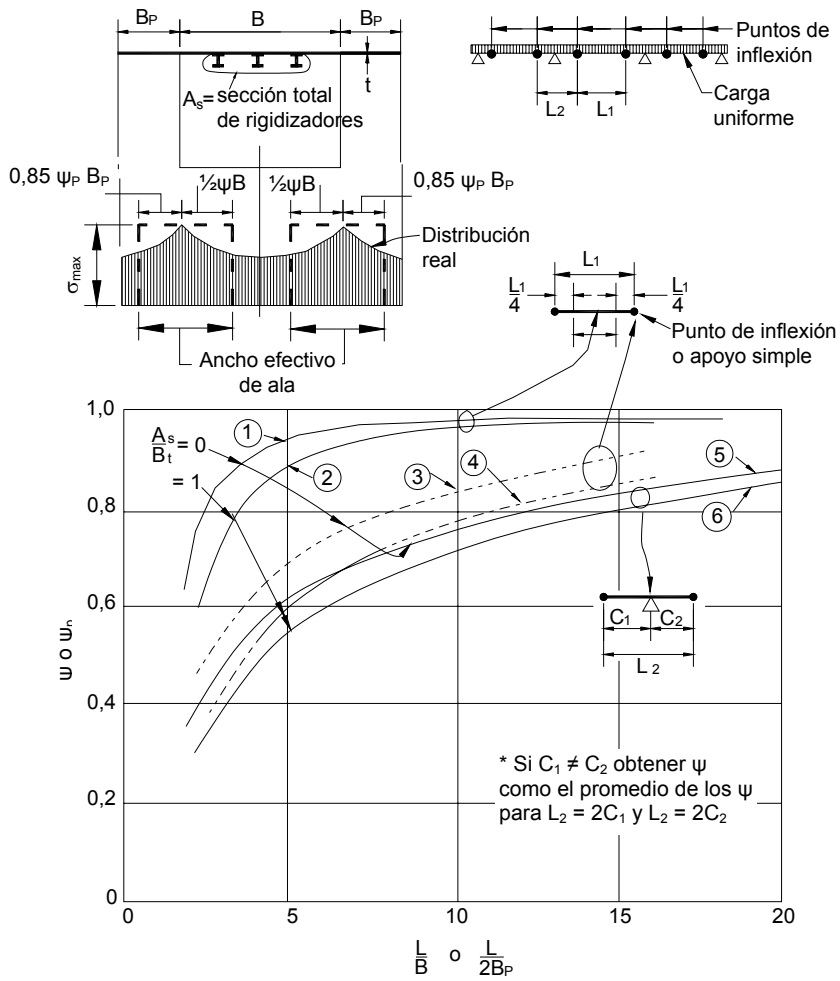 B_P B B_P
t
A_s= sección total
de rigidizadores
Puntos de
inflexión
L_2 L_1
Carga
uniforme
0,85 ψ_P B_P ½ψB ½ψB 0,85 ψ_P B_P
σ_max
Distribución
real
Ancho efectivo
de ala
L_1
L_1/4 L_1/4
Punto de inflexión
o apoyo simple
A_s/B_t = 0
= 1
1 2 3 4 5 6
C_1 C_2
L_2
* Si C_1 ≠ C_2 obtener ψ
como el promedio de los ψ
para L_2 = 2C_1 y L_2 = 2C_2
ψ o ψ_p
1,0
0,8
0,6
0,4
0,2
0
0 5 10 15 20
L/B o L/2B_P